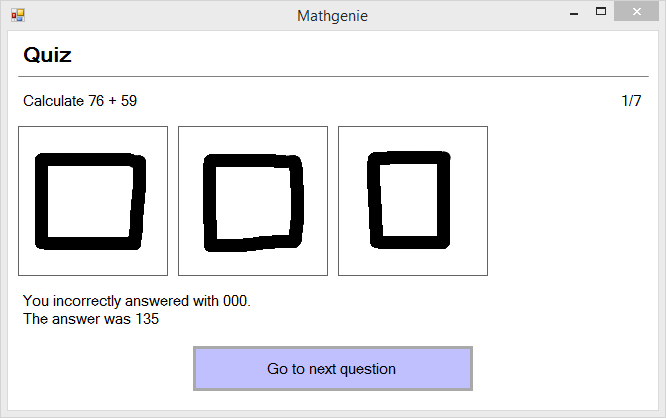 Mathgenie
Quiz
Calculate 76 + 59
1/7
You incorrectly answered with 000.
The answer was 135
Go to next question